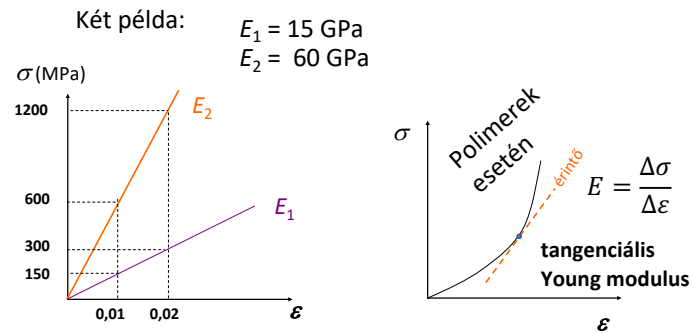 Két példa:
E₁ = 15 GPa
E₂ = 60 GPa
σ (MPa)
1200
600
300
150
0,01
0,02
ε
E₂
E₁
σ
Polimerek
esetén
érintő
E = Δσ/Δε
tangenciális
Young modulus
ε